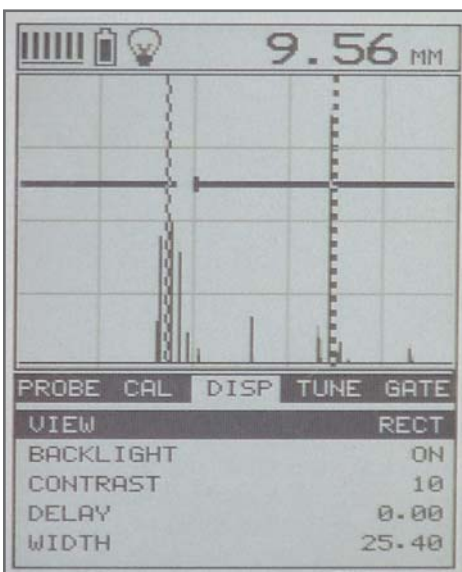 9.56 MM
PROBE CAL DISP TUNE GATE
VIEW RECT
BACKLIGHT ON
CONTRAST 10
DELAY 0.00
WIDTH 25.40